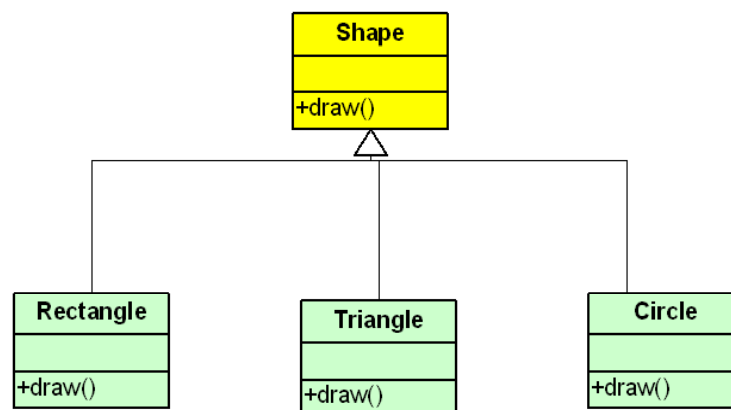 Shape
+draw()
Rectangle
+draw()
Triangle
+draw()
Circle
+draw()